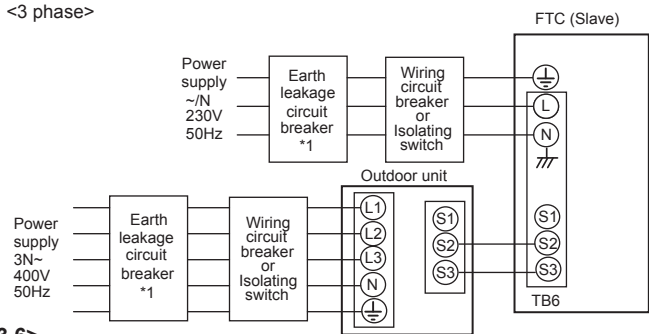 <3 phase>
FTC (Slave)
Power
supply
~/N
230V
50Hz
Earth
leakage
circuit
breaker
*1
Wiring
circuit
breaker
or
Isolating
switch
L
N
Outdoor unit
Power
supply
3N~
400V
50Hz
Earth
leakage
circuit
breaker
*1
Wiring
circuit
breaker
or
Isolating
switch
L1
L2
L3
N
S1
S2
S3
S1
S2
S3
TB6